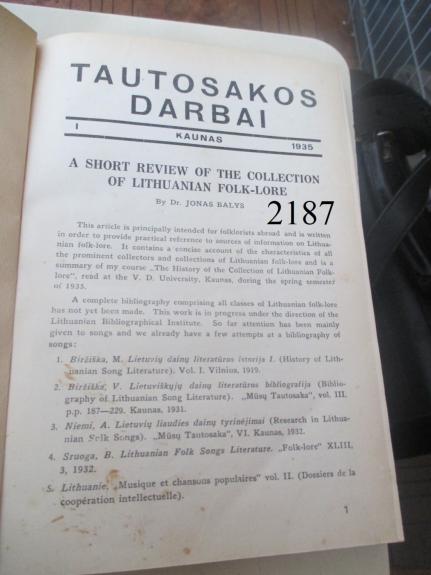 TAUTOSAKOS
DARBAI
I KAUNAS 1935
A SHORT REVIEW OF THE COLLECTION
OF LITHUANIAN FOLK-LORE
By Dr. JONAS BALYS
2187
This article is principally intended for folklorists abroad and is written
in order to provide practical reference to sources of information on Lithua-
nian folk-lore. It contains a concise account of the characteristics of all
the prominent collectors and collections of Lithuanian folk-lore and is a
summary of my course „The History of the Collection of Lithuanian Folk-
lore", read at the V. D. University, Kaunas, during the spring semester
of 1935.
A complete bibliography comprising all classes of Lithuanian folk-lore
has not yet been made. This work is in progress under the direction of the
Lithuanian Bibliographical Institute. So far attention has been mainly
given to songs and we already have a few attempts at a bibliography of
songs:
1. Biržiška, M. Lietuvių dainų literatūros istorija I. (History of Lith-
uanian Song Literature). Vol. I. Vilnius, 1919.
2. Biržiška, V. Lietuviškųjų dainų literatūros bibliografija (Biblio-
graphy of Lithuanian Song Literature). „Mūsų Tautosaka", vol. III,
p.p. 187—229. Kaunas, 1931.
3. Niemi, A. Lietuvių liaudies dainų tyrinėjimai (Research in Lithua-
nian Folk Songs). „Mūsų Tautosaka", VI. Kaunas, 1932.
4. Sruoga, B. Lithuanian Folk Songs Literature. „Folk-lore" XLIII,
3, 1932.
5. Lithuanie. „Musique et chansons populaires" vol. II. (Dossiers de la
coopération intellectuelle).
1